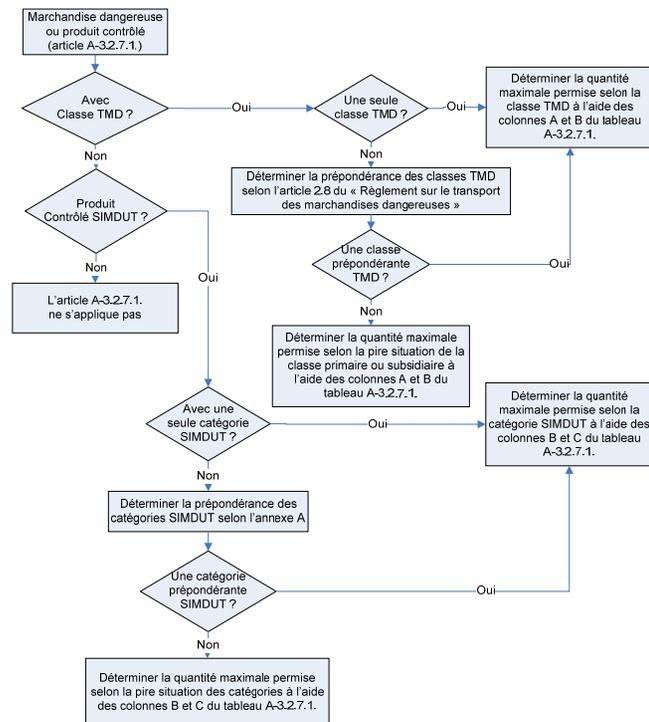 Marchandise dangereuse
ou produit contrôlé
(article A-3.2.7.1.)
Avec
Classe TMD ?
Oui
Une seule
classe TMD ?
Oui
Déterminer la quantité
maximale permise selon la
classe TMD à l'aide des
colonnes A et B du tableau
A-3.2.7.1.
Non
Non
Déterminer la prépondérance des classes TMD
selon l'article 2.8 du « Règlement sur le transport
des marchandises dangereuses »
Produit
Contrôlé SIMDUT ?
Oui
Une classe
prépondérante
TMD ?
Oui
Non
Non
L'article A-3.2.7.1.
ne s'applique pas
Déterminer la quantité maximale
permise selon la pire situation de la
classe primaire ou subsidiaire à
l'aide des colonnes A et B du
tableau A-3.2.7.1.
Avec une
seule catégorie
SIMDUT ?
Oui
Déterminer la quantité
maximale permise selon la
catégorie SIMDUT à l'aide des
colonnes B et C du tableau
A-3.2.7.1.
Non
Déterminer la prépondérance des
catégories SIMDUT selon l'annexe A
Une catégorie
prépondérante
SIMDUT ?
Oui
Non
Déterminer la quantité maximale permise
selon la pire situation des catégories à l'aide
des colonnes B et C du tableau A-3.2.7.1.